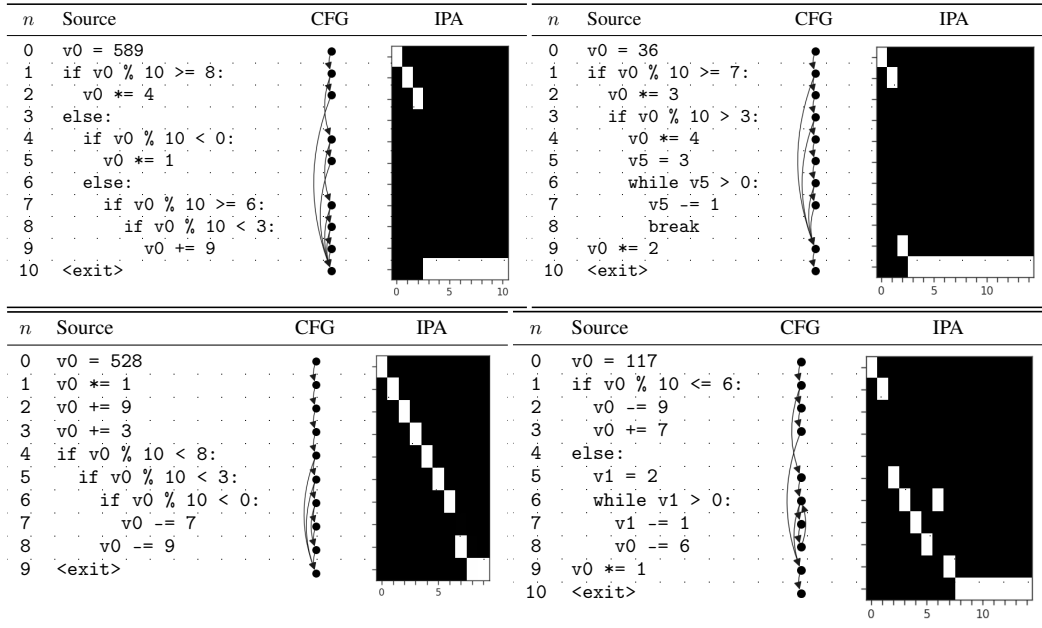 n Source CFG IPA
0 v0 = 589
1 if v0 % 10 >= 8:
2 v0 *= 4
3 else:
4 if v0 % 10 < 0:
5 v0 *= 1
6 else:
7 if v0 % 10 >= 6:
8 if v0 % 10 < 3:
9 v0 += 9
10 <exit>
0 5 10
n Source CFG IPA
0 v0 = 36
1 if v0 % 10 >= 7:
2 v0 *= 3
3 if v0 % 10 > 3:
4 v0 *= 4
5 v5 = 3
6 while v5 > 0:
7 v5 -= 1
8 break
9 v0 *= 2
10 <exit>
0 5 10
n Source CFG IPA
0 v0 = 528
1 v0 *= 1
2 v0 += 9
3 v0 += 3
4 if v0 % 10 < 8:
5 if v0 % 10 < 3:
6 if v0 % 10 < 0:
7 v0 -= 7
8 v0 -= 9
9 <exit>
0 5
n Source CFG IPA
0 v0 = 117
1 if v0 % 10 <= 6:
2 v0 -= 9
3 v0 += 7
4 else:
5 v1 = 2
6 while v1 > 0:
7 v1 -= 1
8 v0 -= 6
9 v0 *= 1
10 <exit>
0 5 10